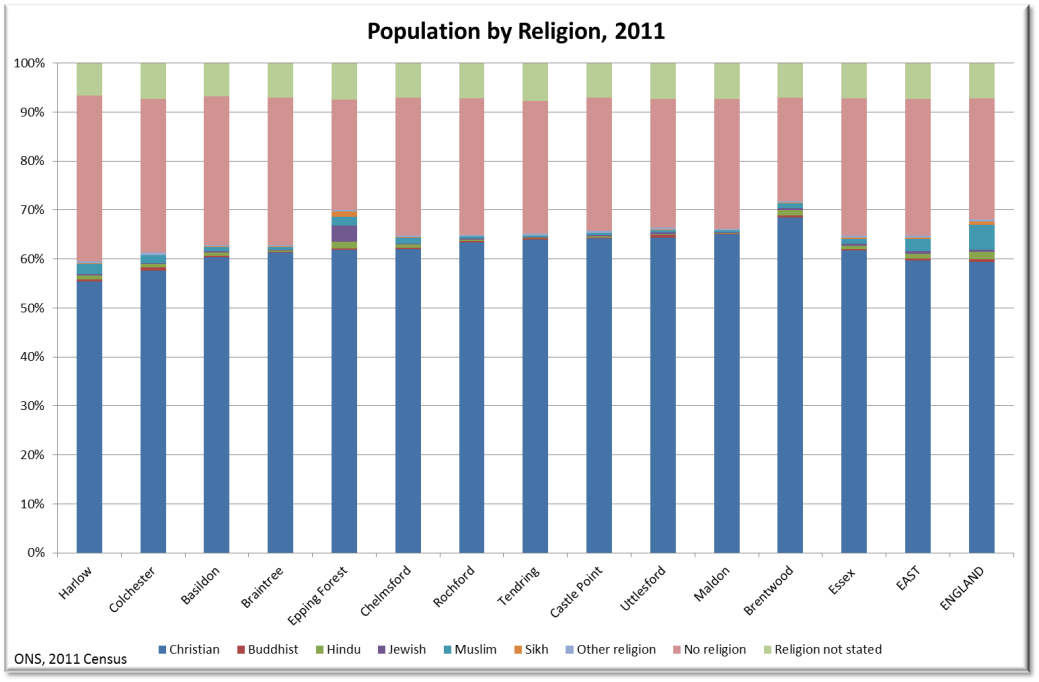 Population by Religion, 2011
100%
90%
80%
70%
60%
50%
40%
30%
20%
10%
0%
Harlow
Colchester
Basildon
Braintree
Epping Forest
Chelmsford
Rochford
Tendring
Castle Point
Uttlesford
Maldon
Brentwood
Essex
EAST
ENGLAND
Christian Buddhist Hindu Jewish Muslim Sikh Other religion No religion Religion not stated
ONS, 2011 Census